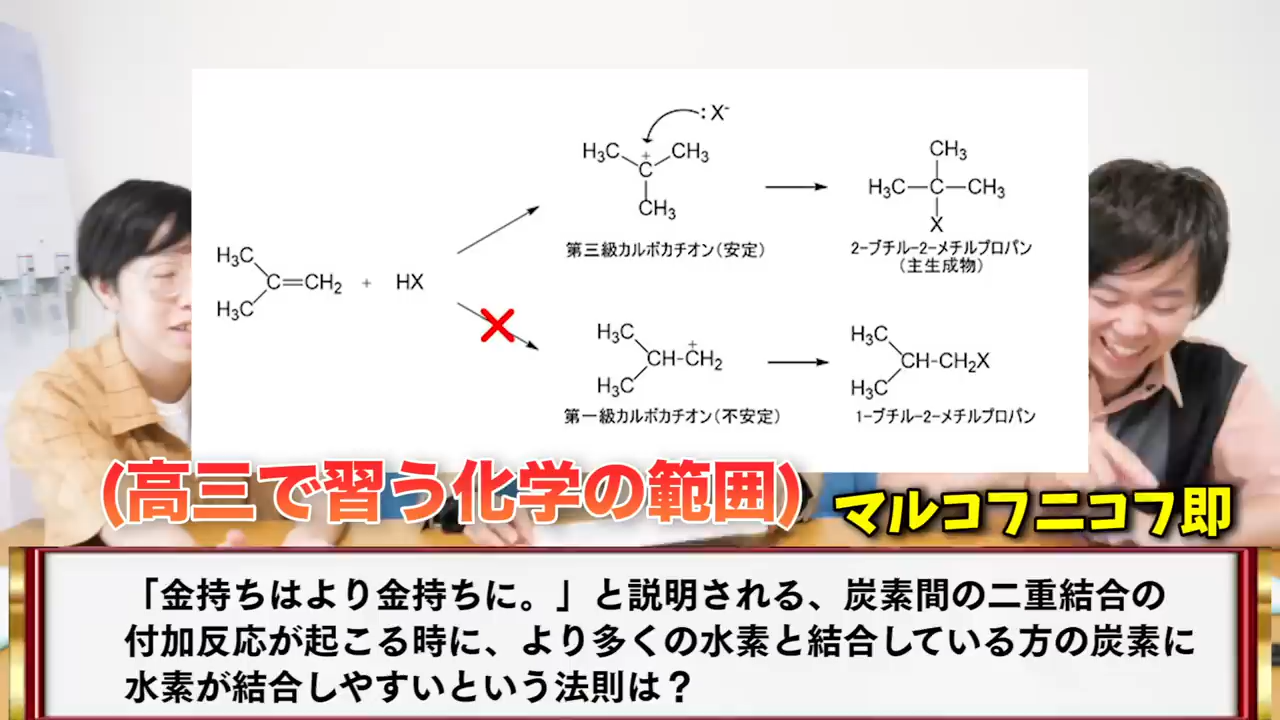 :X⁻
H₃C
+
CH₃
C
CH₃
第三級カルボカチオン（安定）
CH₃
H₃C－C－CH₃
X
2－ブチル－2－メチルプロパン
（主生成物）
H₃C
C＝CH₂ + HX
H₃C
H₃C
+
CH-CH₂
H₃C
第一級カルボカチオン（不安定）
H₃C
CH-CH₂X
H₃C
1－ブチル－2－メチルプロパン
(高三で習う化学の範囲)
マルコフニコフ即
「金持ちはより金持ちに。」と説明される、炭素間の二重結合の
付加反応が起こる時に、より多くの水素と結合している方の炭素に
水素が結合しやすいという法則は？